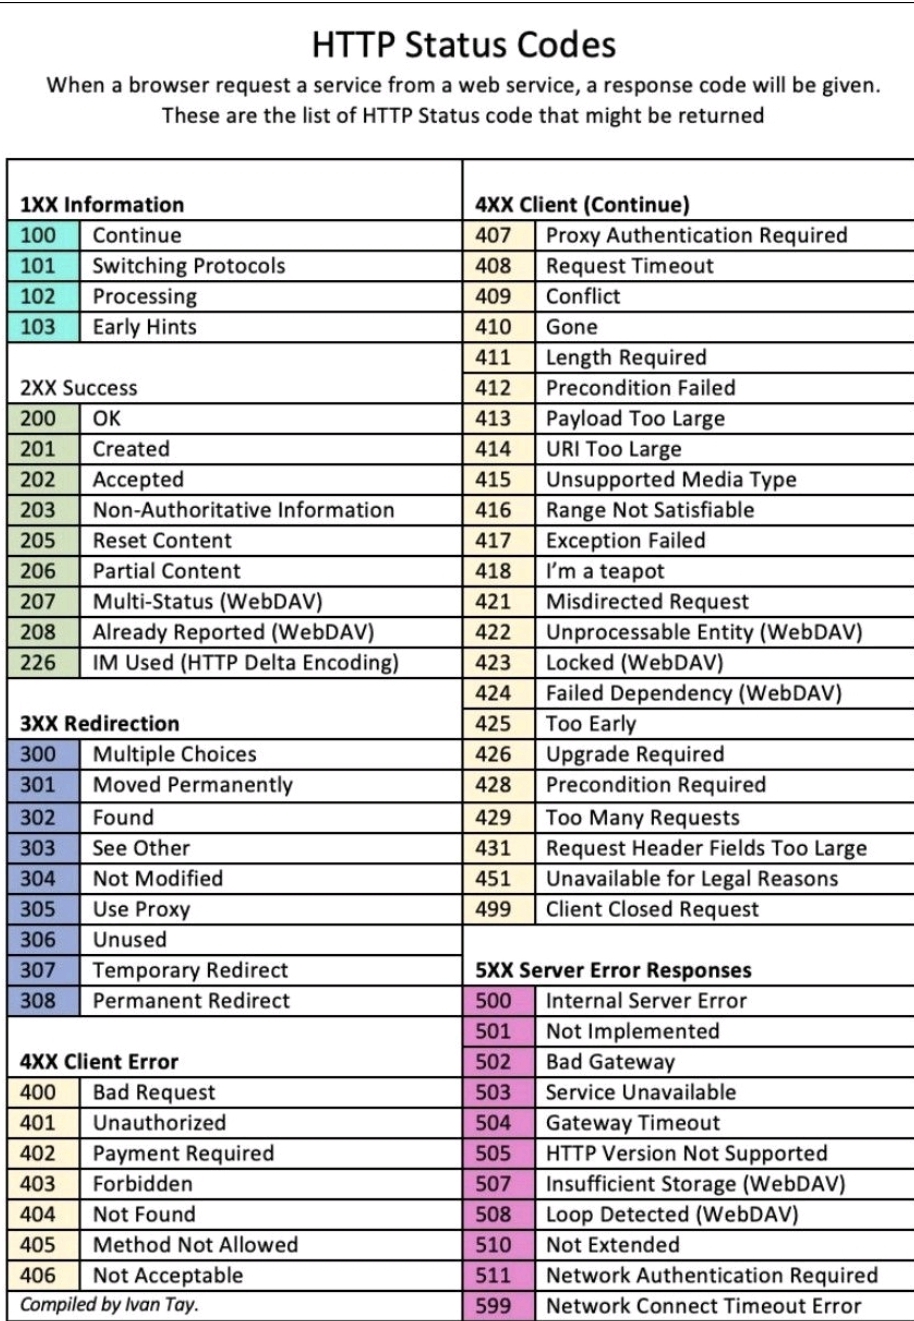 HTTP Status Codes
When a browser request a service from a web service, a response code will be given.
These are the list of HTTP Status code that might be returned
1XX Information
100 Continue
101 Switching Protocols
102 Processing
103 Early Hints
2XX Success
200 OK
201 Created
202 Accepted
203 Non-Authoritative Information
205 Reset Content
206 Partial Content
207 Multi-Status (WebDAV)
208 Already Reported (WebDAV)
226 IM Used (HTTP Delta Encoding)
3XX Redirection
300 Multiple Choices
301 Moved Permanently
302 Found
303 See Other
304 Not Modified
305 Use Proxy
306 Unused
307 Temporary Redirect
308 Permanent Redirect
4XX Client Error
400 Bad Request
401 Unauthorized
402 Payment Required
403 Forbidden
404 Not Found
405 Method Not Allowed
406 Not Acceptable
Compiled by Ivan Tay.
4XX Client (Continue)
407 Proxy Authentication Required
408 Request Timeout
409 Conflict
410 Gone
411 Length Required
412 Precondition Failed
413 Payload Too Large
414 URI Too Large
415 Unsupported Media Type
416 Range Not Satisfiable
417 Exception Failed
418 I’m a teapot
421 Misdirected Request
422 Unprocessable Entity (WebDAV)
423 Locked (WebDAV)
424 Failed Dependency (WebDAV)
425 Too Early
426 Upgrade Required
428 Precondition Required
429 Too Many Requests
431 Request Header Fields Too Large
451 Unavailable for Legal Reasons
499 Client Closed Request
5XX Server Error Responses
500 Internal Server Error
501 Not Implemented
502 Bad Gateway
503 Service Unavailable
504 Gateway Timeout
505 HTTP Version Not Supported
507 Insufficient Storage (WebDAV)
508 Loop Detected (WebDAV)
510 Not Extended
511 Network Authentication Required
599 Network Connect Timeout Error